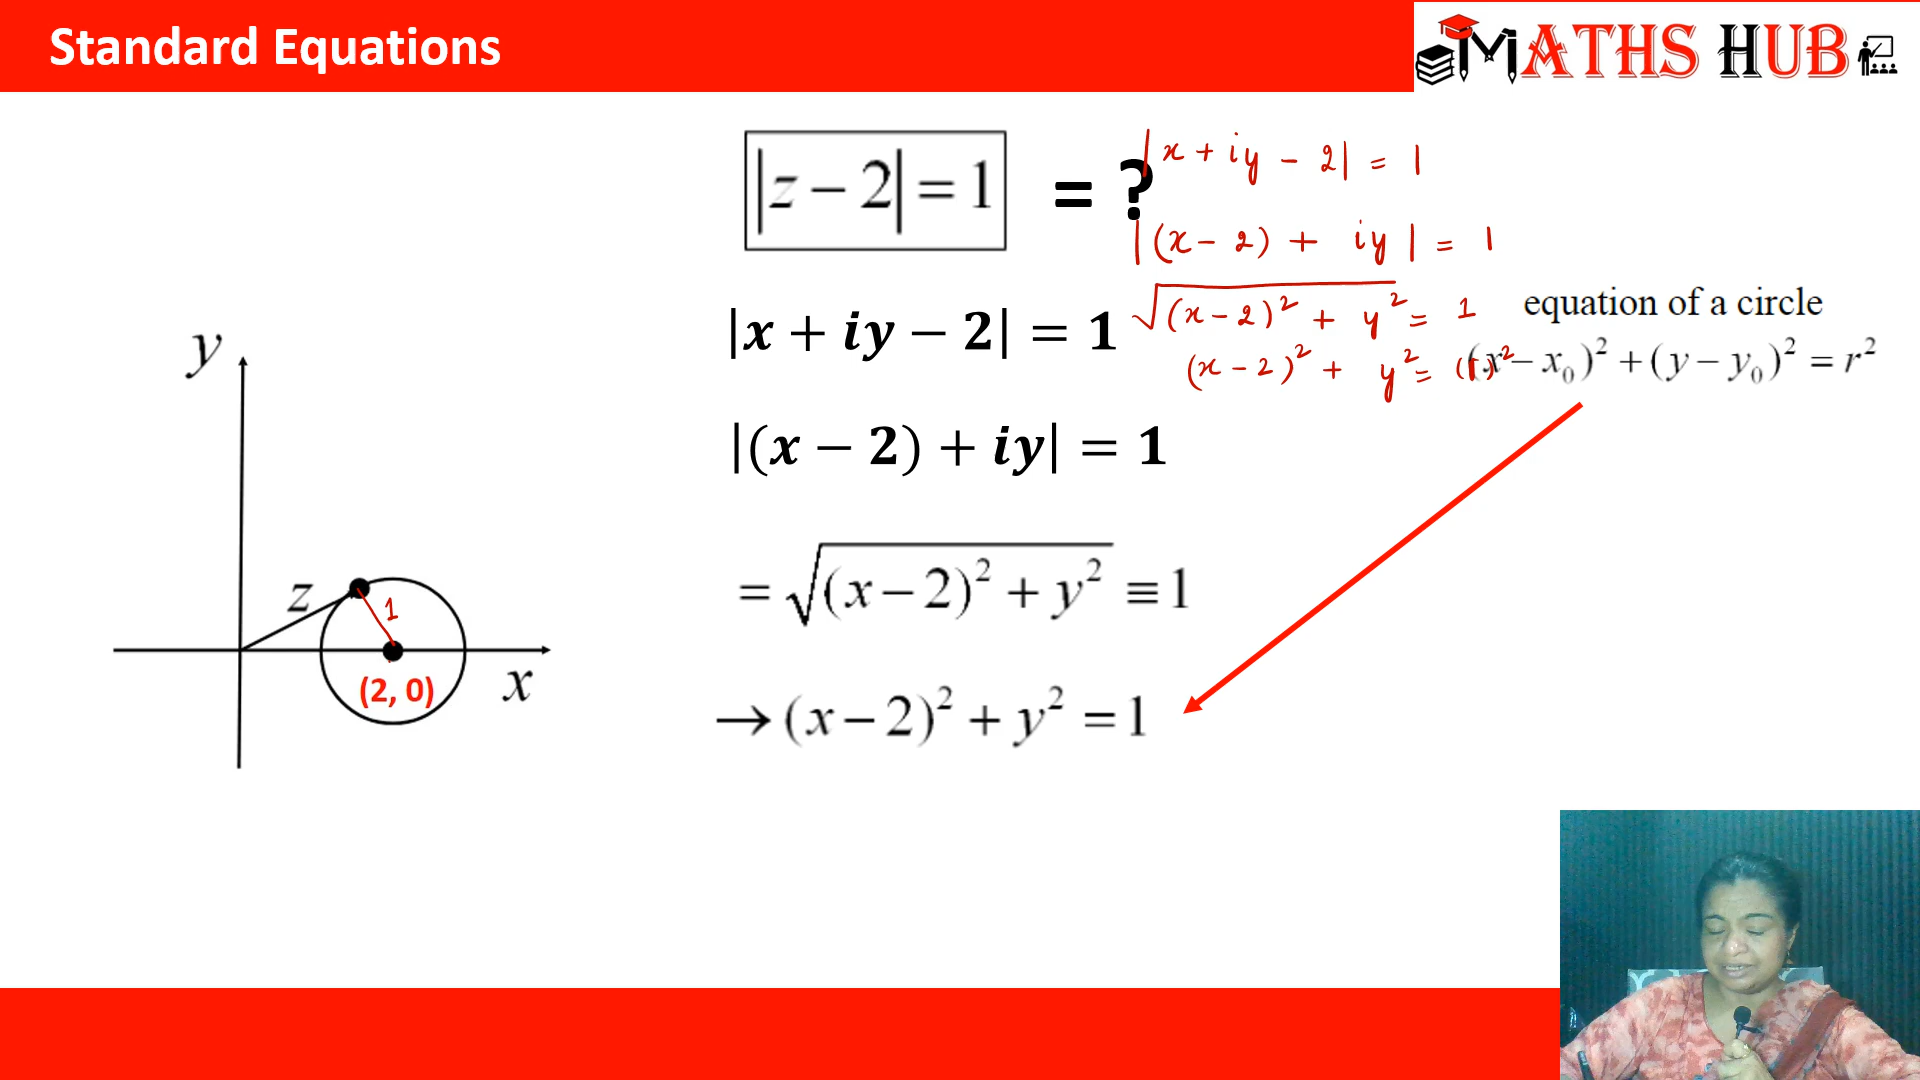 Standard Equations
MATHS HUB
|z − 2| = 1
= ?
|x + iy − 2| = 1
|(x − 2) + iy| = 1
√(x − 2)² + y² = 1
(x − 2)² + y² = (1)²
|x + iy − 2| = 1
|(x − 2) + iy| = 1
= √(x − 2)² + y² ≡ 1
→ (x − 2)² + y² = 1
equation of a circle
(x − x₀)² + (y − y₀)² = r²
y
z
1
(2, 0)
x